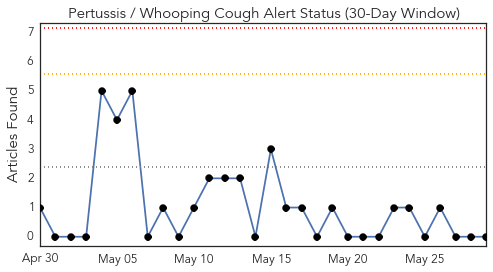 Pertussis / Whooping Cough Alert Status (30-Day Window)
Articles Found
7
6
5
4
3
2
1
0
Apr 30 May 05 May 10 May 15 May 20 May 25